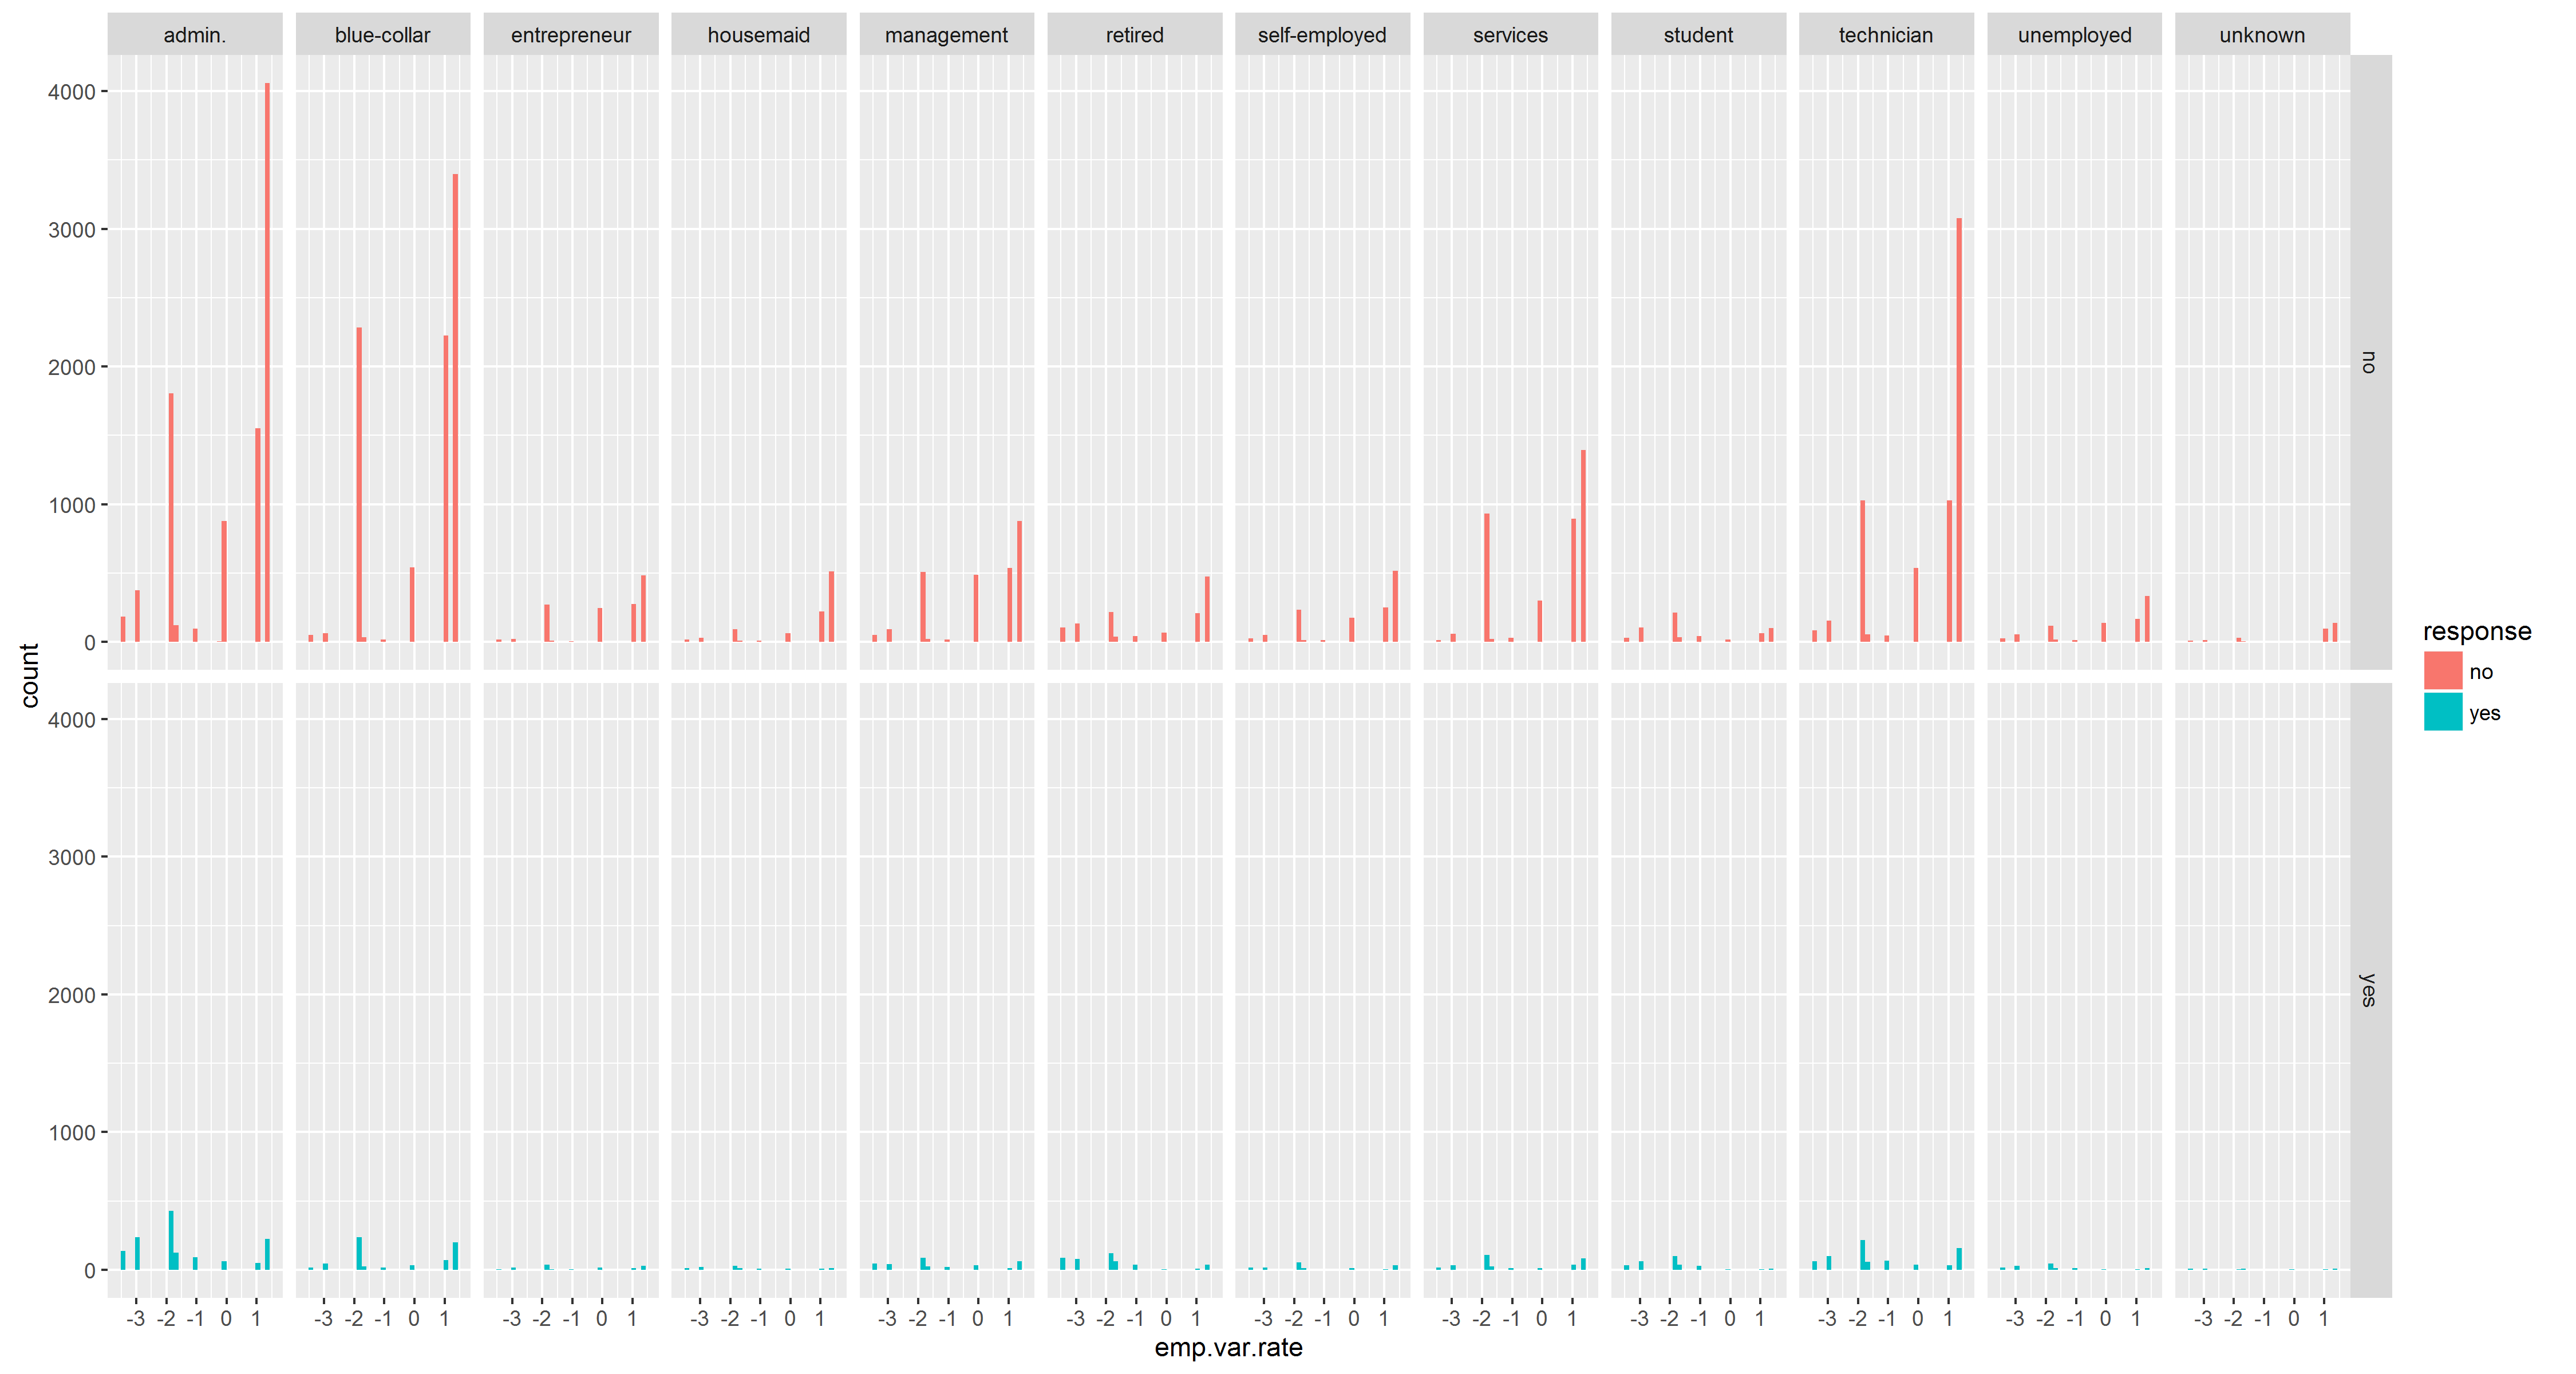 admin. blue-collar entrepreneur housemaid management retired self-employed services student technician unemployed unknown
4000
3000
2000
1000
0
no
count
response
no
yes
4000
3000
2000
1000
0
yes
-3 -2 -1 0 1 -3 -2 -1 0 1 -3 -2 -1 0 1 -3 -2 -1 0 1 -3 -2 -1 0 1 -3 -2 -1 0 1 -3 -2 -1 0 1 -3 -2 -1 0 1 -3 -2 -1 0 1 -3 -2 -1 0 1 -3 -2 -1 0 1 -3 -2 -1 0 1
emp.var.rate